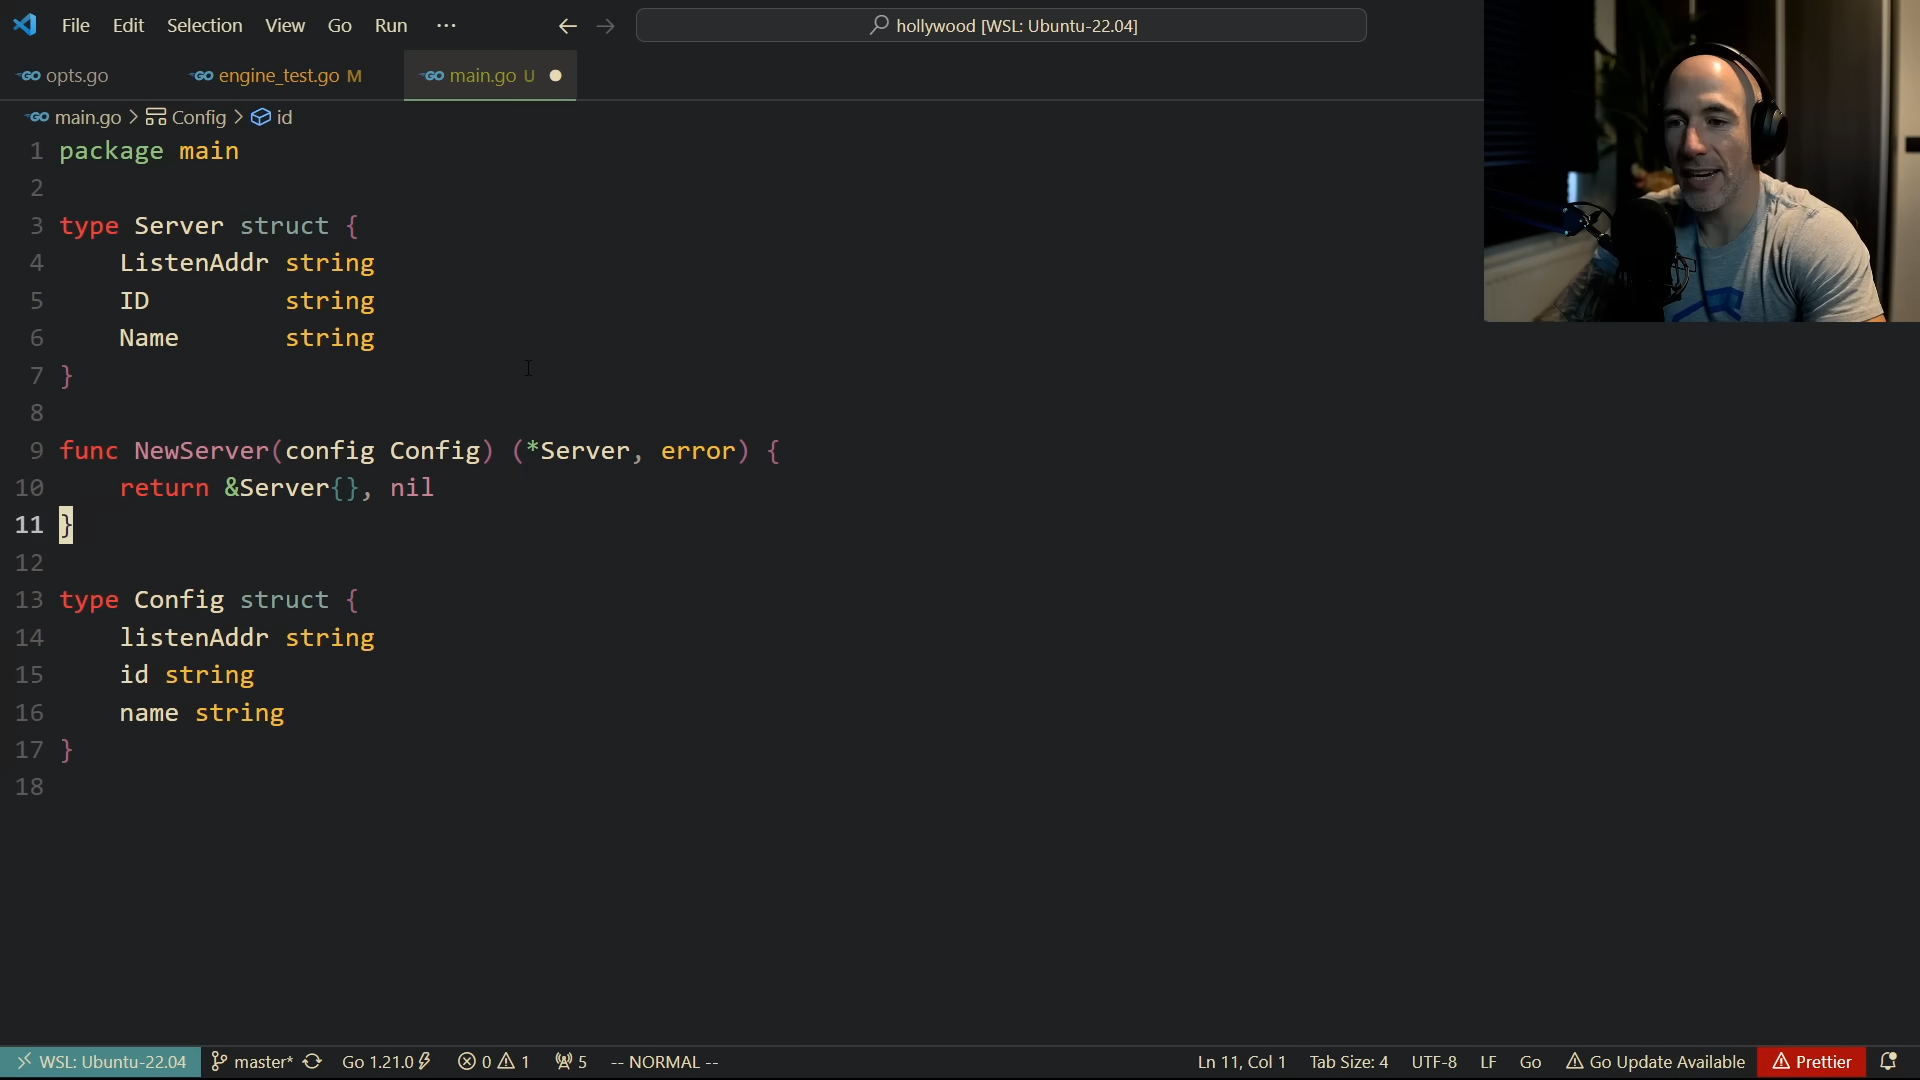 File Edit Selection View Go Run ···
hollywood [WSL: Ubuntu-22.04]
GO opts.go
GO engine_test.go M
GO main.go U
GO main.go > Config > id
1 package main
2
3 type Server struct {
4 ListenAddr string
5 ID string
6 Name string
7 }
8
9 func NewServer(config Config) (*Server, error) {
10 return &Server{}, nil
11 }
12
13 type Config struct {
14 listenAddr string
15 id string
16 name string
17 }
18
WSL: Ubuntu-22.04 master* Go 1.21.0 0 1 5 -- NORMAL -- Ln 11, Col 1 Tab Size: 4 UTF-8 LF Go Go Update Available Prettier